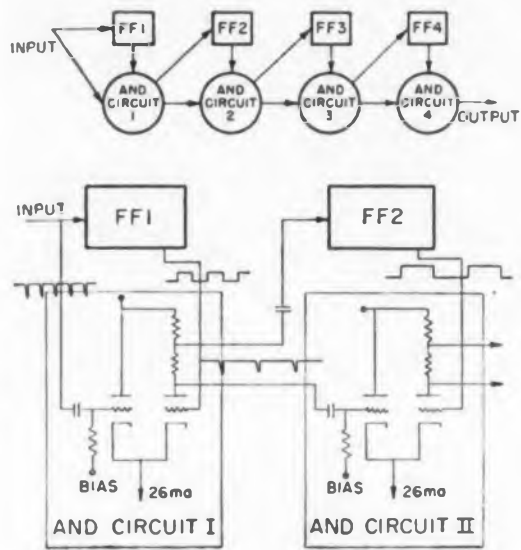 FF1 FF2 FF3 FF4
INPUT
AND CIRCUIT 1
AND CIRCUIT 2
AND CIRCUIT 3
AND CIRCUIT 4
OUTPUT
INPUT
FF1
FF2
BIAS
26ma
BIAS
26ma
AND CIRCUIT I
AND CIRCUIT II